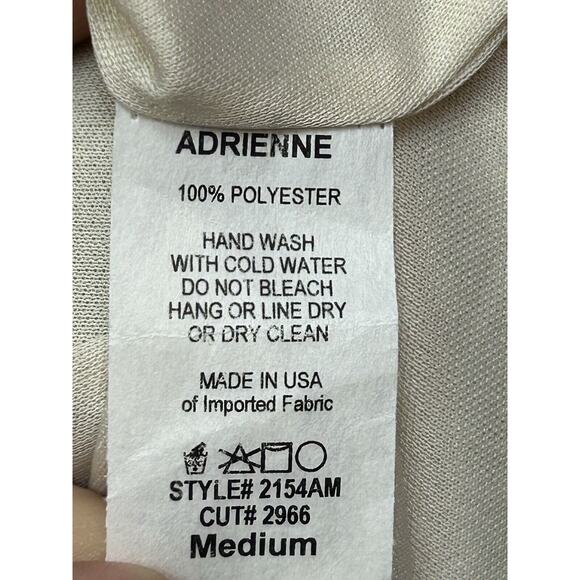 ADRIENNE
100% POLYESTER
HAND WASH
WITH COLD WATER
DO NOT BLEACH
HANG OR LINE DRY
OR DRY CLEAN
MADE IN USA
of Imported Fabric
STYLE# 2154AM
CUT# 2966
Medium